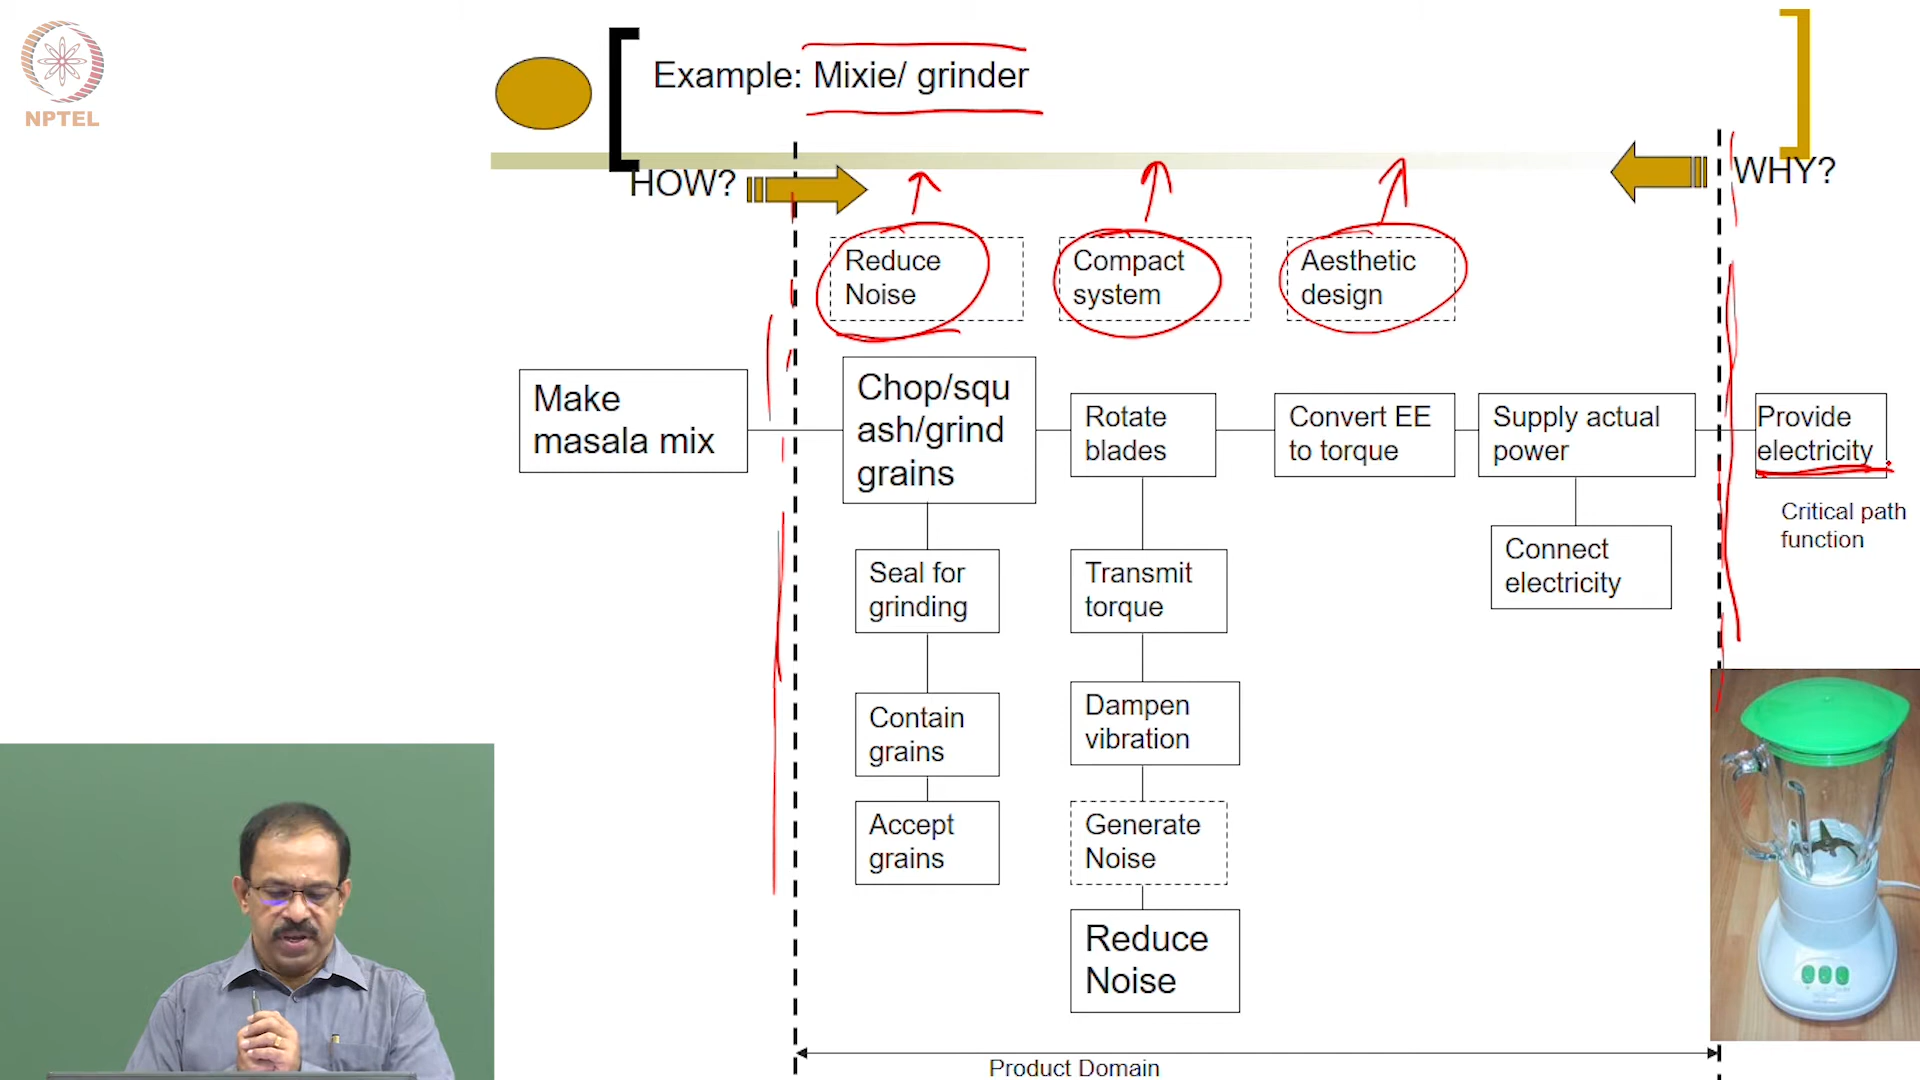 NPTEL
Example: Mixie/ grinder
HOW?
WHY?
Reduce
Noise
Compact
system
Aesthetic
design
Make
masala mix
Chop/squ
ash/grind
grains
Rotate
blades
Convert EE
to torque
Supply actual
power
Provide
electricity
Critical path
function
Connect
electricity
Seal for
grinding
Transmit
torque
Contain
grains
Dampen
vibration
Accept
grains
Generate
Noise
Reduce
Noise
Product Domain